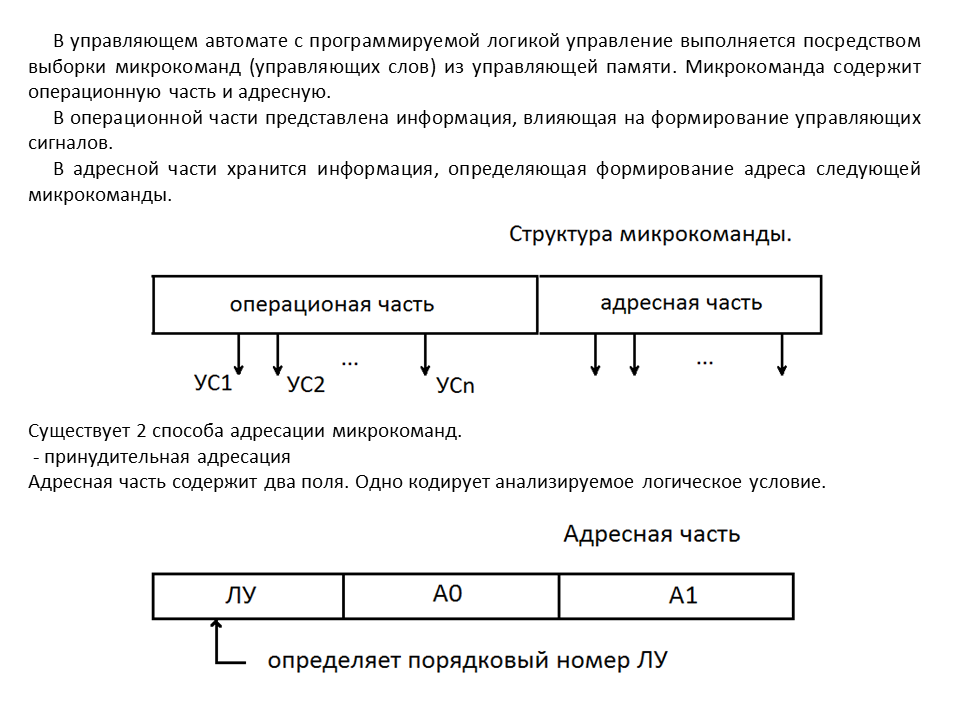 В управляющем автомате с программируемой логикой управление выполняется посредством
выборки микрокоманд (управляющих слов) из управляющей памяти. Микрокоманда содержит
операционную часть и адресную.
В операционной части представлена информация, влияющая на формирование управляющих
сигналов.
В адресной части хранится информация, определяющая формирование адреса следующей
микрокоманды.
Структура микрокоманды.
операционая часть
адресная часть
...
...
УС1
УС2
УСn
Существует 2 способа адресации микрокоманд.
- принудительная адресация
Адресная часть содержит два поля. Одно кодирует анализируемое логическое условие.
Адресная часть
ЛУ
А0
А1
определяет порядковый номер ЛУ